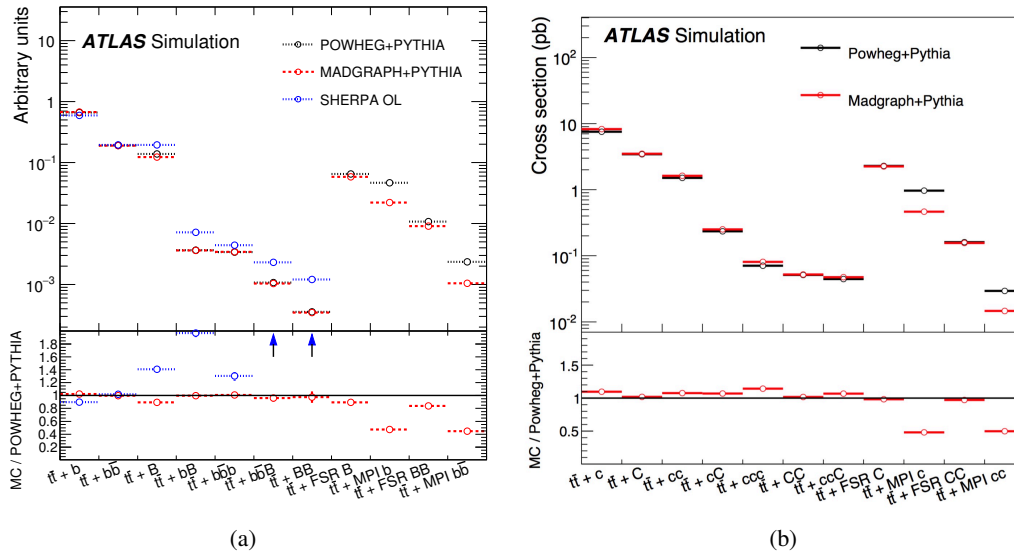 ATLAS Simulation
Arbitrary units
POWHEG+PYTHIA
MADGRAPH+PYTHIA
SHERPA OL
10
1
10⁻¹
10⁻²
10⁻³
MC / POWHEG+PYTHIA
1.8
1.6
1.4
1.2
1.0
0.8
0.6
0.4
0.2
tt̄ + b
tt̄ + bb̄
tt̄ + B
tt̄ + bB
tt̄ + bb̄b
tt̄ + bb̄B
tt̄ + BB
tt̄ + FSR B
tt̄ + MPI b
tt̄ + FSR BB
tt̄ + MPI bb̄
(a)
ATLAS Simulation
Cross section (pb)
Powheg+Pythia
Madgraph+Pythia
10²
10
1
10⁻¹
10⁻²
MC / Powheg+Pythia
1.5
1
0.5
tt̄ + c
tt̄ + C
tt̄ + cc̄
tt̄ + cC
tt̄ + cc̄c
tt̄ + CC
tt̄ + cc̄C
tt̄ + FSR C
tt̄ + MPI c
tt̄ + FSR CC
tt̄ + MPI cc̄
(b)